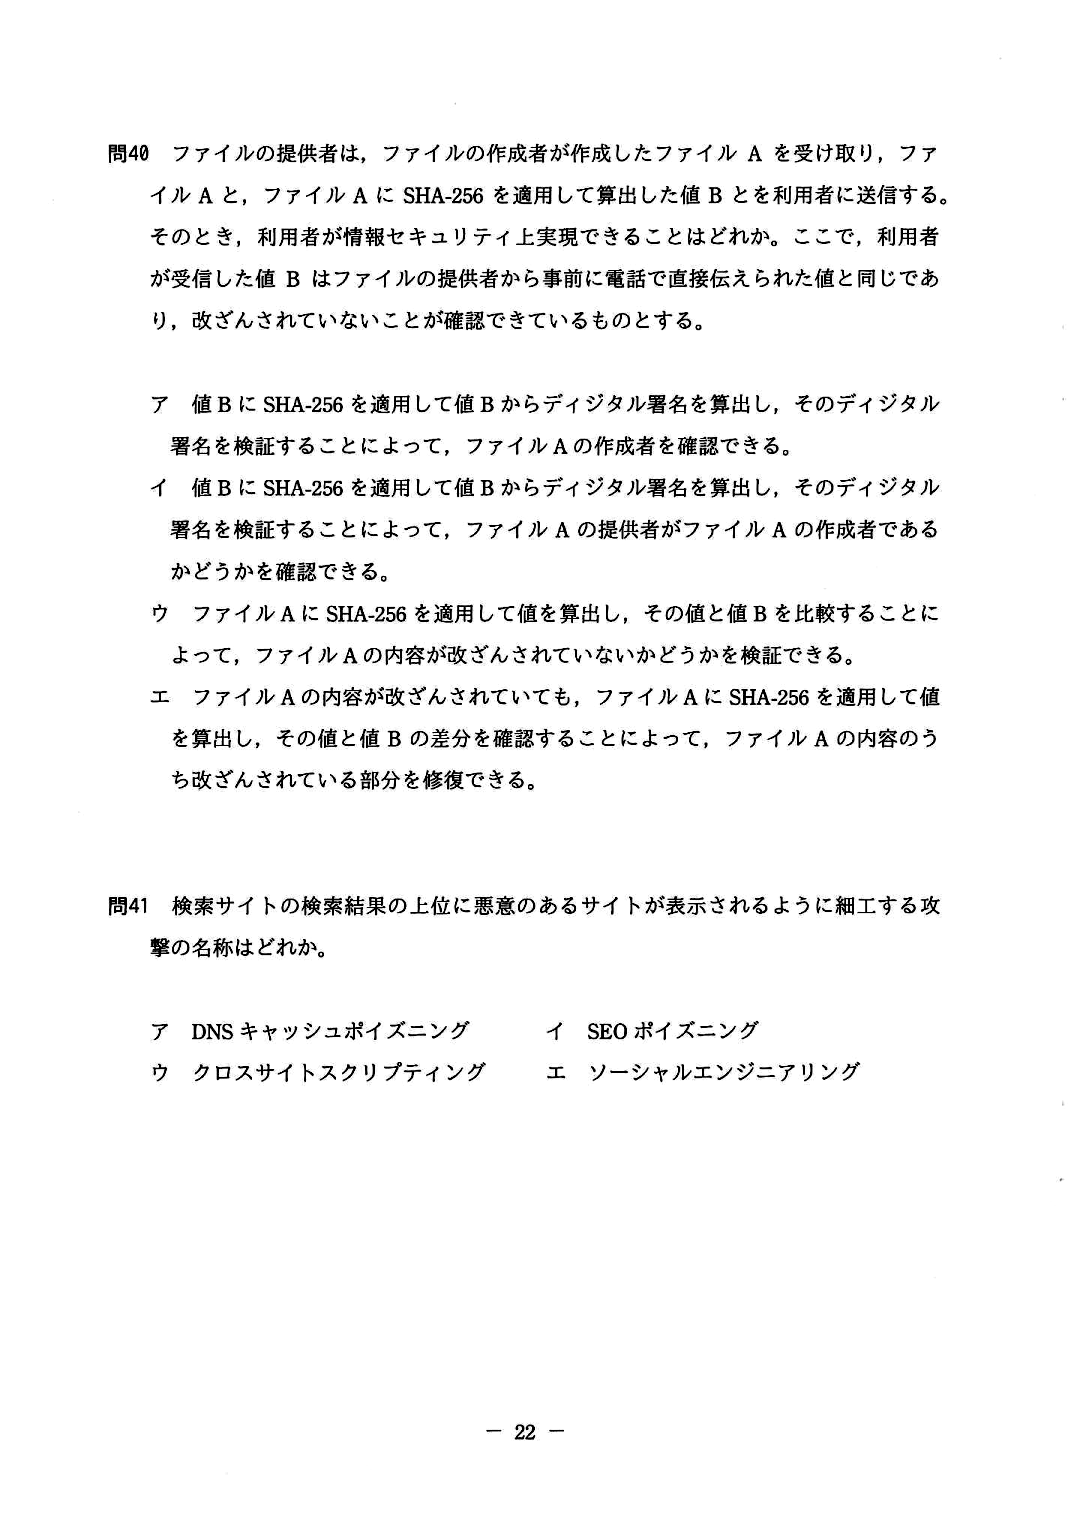 問40　ファイルの提供者は，ファイルの作成者が作成したファイル A を受け取り，ファ
イル A と，ファイル A に SHA-256 を適用して算出した値 B とを利用者に送信する。
そのとき，利用者が情報セキュリティ上実現できることはどれか。ここで，利用者
が受信した値 B はファイルの提供者から事前に電話で直接伝えられた値と同じであ
り，改ざんされていないことが確認できているものとする。
ア　値 B に SHA-256 を適用して値 B からディジタル署名を算出し，そのディジタル
署名を検証することによって，ファイル A の作成者を確認できる。
イ　値 B に SHA-256 を適用して値 B からディジタル署名を算出し，そのディジタル
署名を検証することによって，ファイル A の提供者がファイル A の作成者である
かどうかを確認できる。
ウ　ファイル A に SHA-256 を適用して値を算出し，その値と値 B を比較することに
よって，ファイル A の内容が改ざんされていないかどうかを検証できる。
エ　ファイル A の内容が改ざんされていても，ファイル A に SHA-256 を適用して値
を算出し，その値と値 B の差分を確認することによって，ファイル A の内容のう
ち改ざんされている部分を修復できる。
問41　検索サイトの検索結果の上位に悪意のあるサイトが表示されるように細工する攻
撃の名称はどれか。
ア　DNS キャッシュポイズニング　　イ　SEO ポイズニング
ウ　クロスサイトスクリプティング　　エ　ソーシャルエンジニアリング
－ 22 －